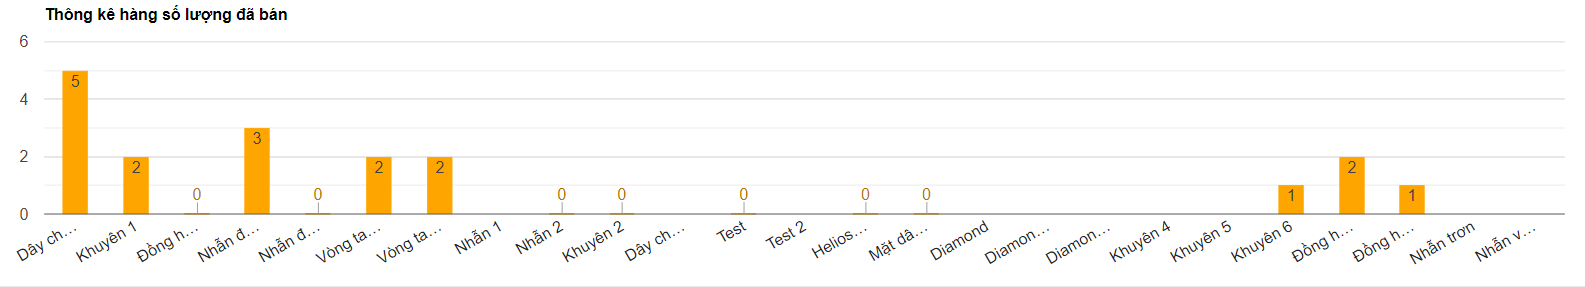 Thông kê hàng số lượng đã bán
6
4
2
0
5
2
0
3
0
2
2
0
0
0
0
0
1
2
1
Dây ch…
Khuyên 1
Đồng h…
Nhẫn đ…
Nhẫn đ…
Vòng ta…
Vòng ta…
Nhẫn 1
Nhẫn 2
Khuyên 2
Dây ch…
Test
Test 2
Helios…
Mặt dâ…
Diamond
Diamon…
Diamon…
Khuyên 4
Khuyên 5
Khuyên 6
Đồng h…
Đồng h…
Nhẫn trơn
Nhẫn v…